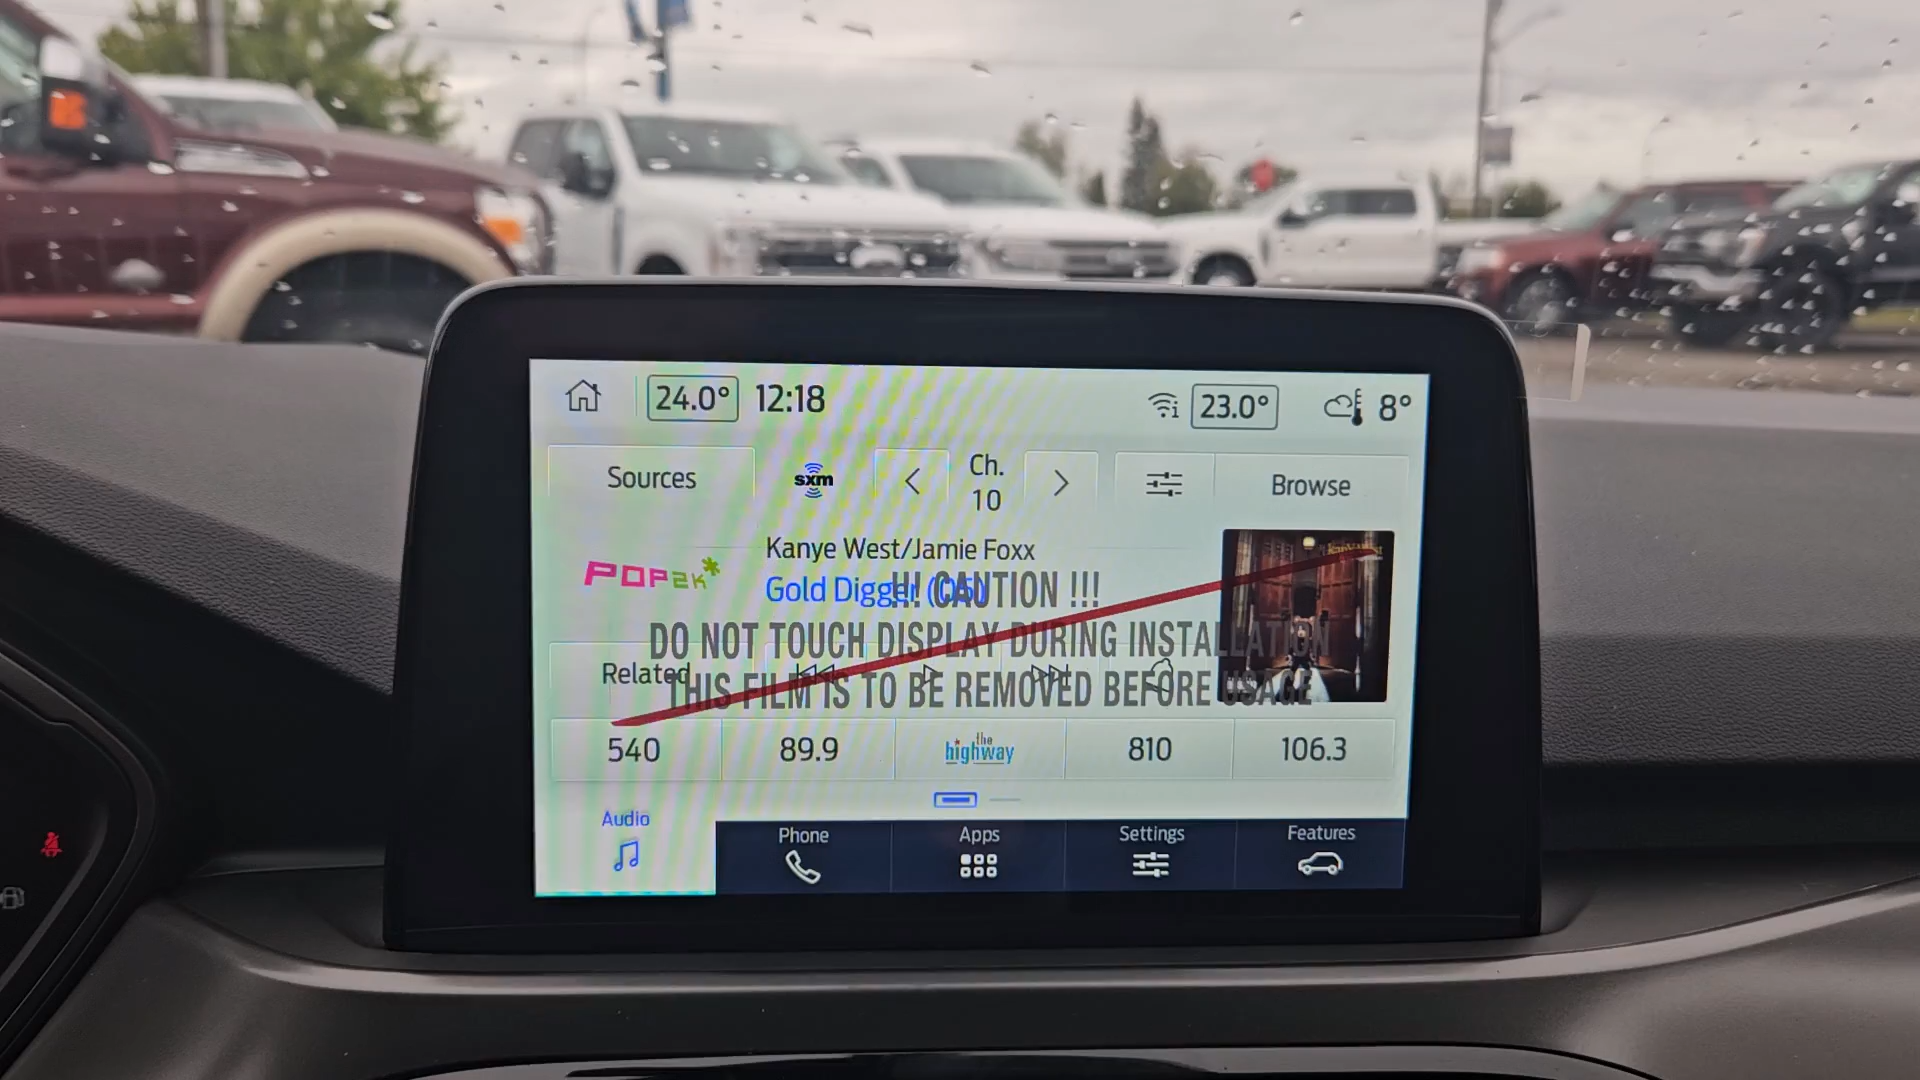 24.0° 12:18 23.0° 8°
Sources sxm Ch. 10 Browse
Kanye West/Jamie Foxx
POP2K
Gold Digger (05)
!!! CAUTION !!!
DO NOT TOUCH DISPLAY DURING INSTALLATION
Related
THIS FILM IS TO BE REMOVED BEFORE USAGE
540 89.9 the highway 810 106.3
Audio Phone Apps Settings Features